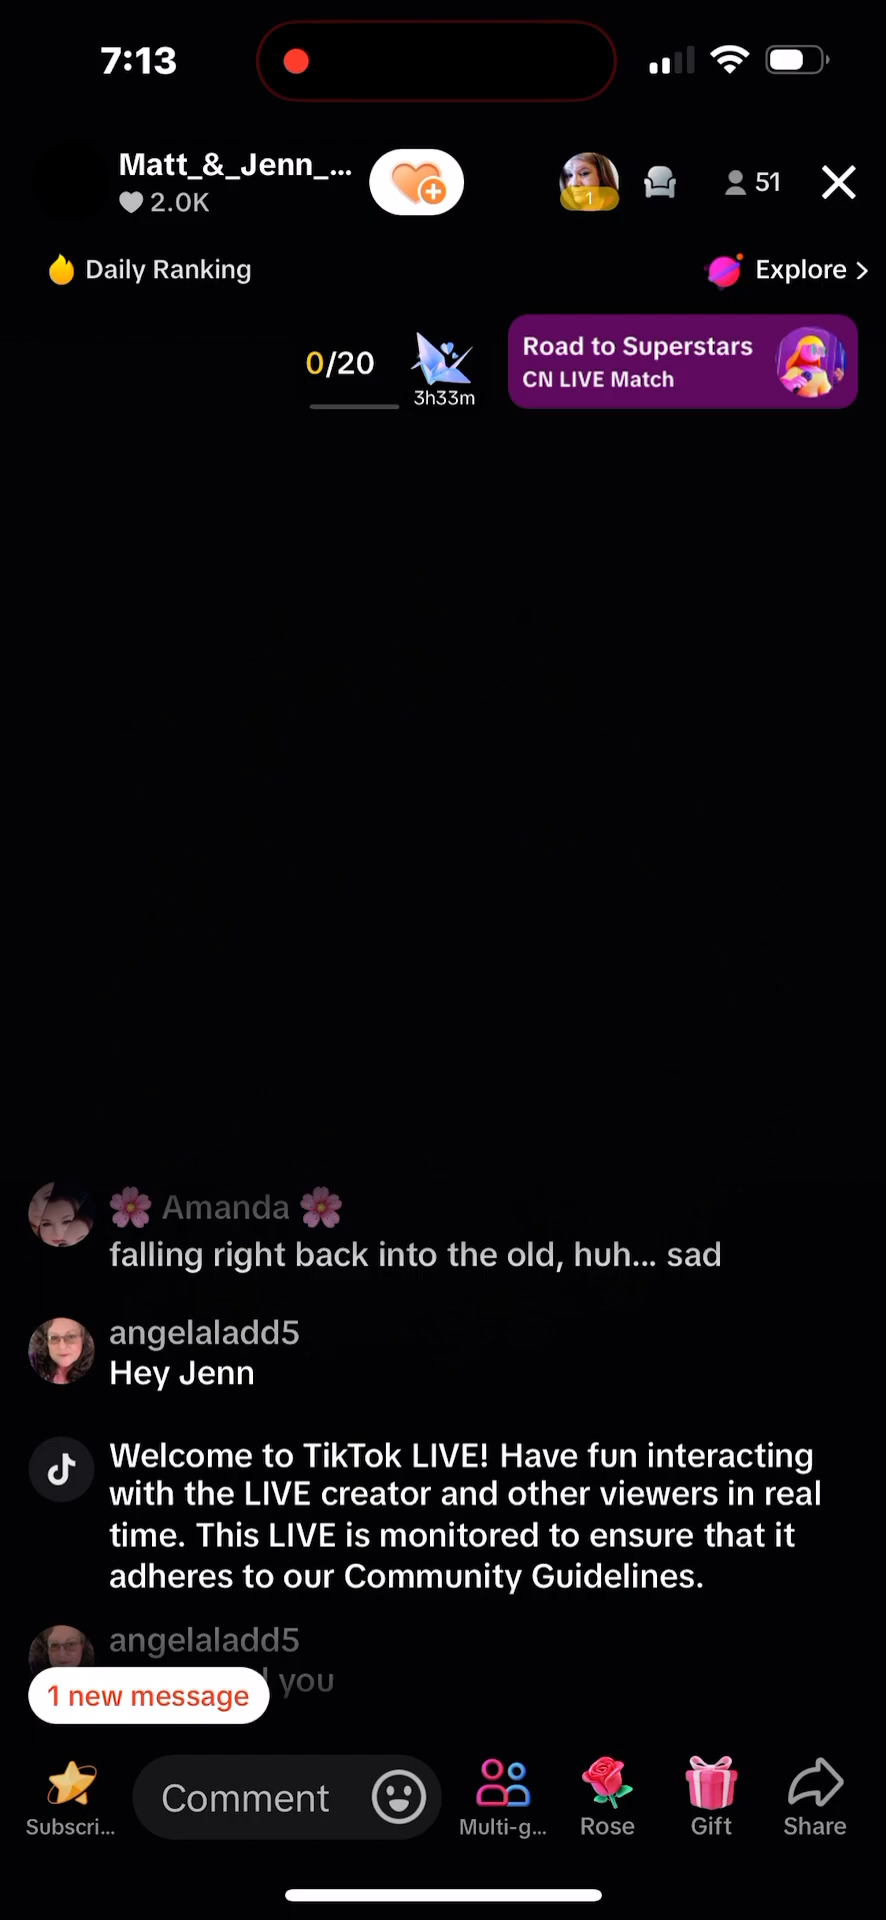 7:13
Matt_&_Jenn_...
2.0K
1
51
Daily Ranking
Explore >
0/20
3h33m
Road to Superstars
CN LIVE Match
🌸 Amanda 🌸
falling right back into the old, huh... sad
angelaladd5
Hey Jenn
Welcome to TikTok LIVE! Have fun interacting
with the LIVE creator and other viewers in real
time. This LIVE is monitored to ensure that it
adheres to our Community Guidelines.
angelaladd5
you
1 new message
Comment
Subscri...
Multi-g...
Rose
Gift
Share